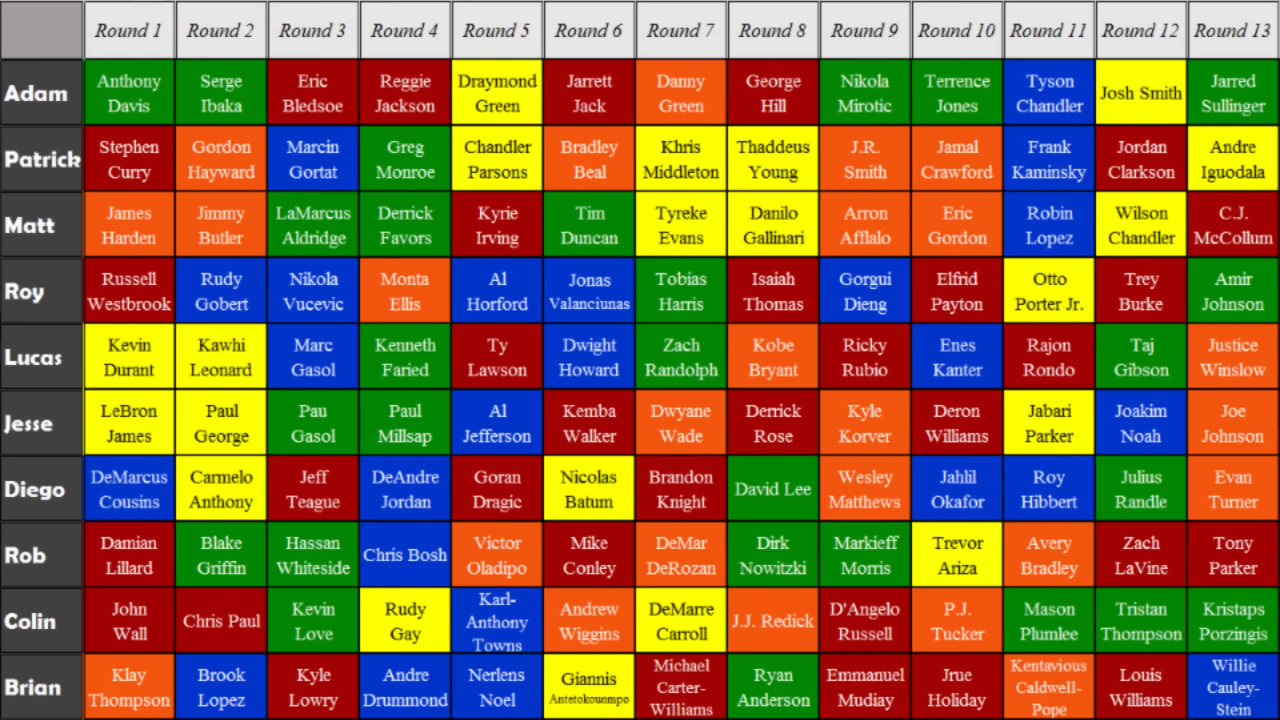 Round 1 Round 2 Round 3 Round 4 Round 5 Round 6 Round 7 Round 8 Round 9 Round 10 Round 11 Round 12 Round 13
Adam
Anthony Davis
Serge Ibaka
Eric Bledsoe
Reggie Jackson
Draymond Green
Jarrett Jack
Danny Green
George Hill
Nikola Mirotic
Terrence Jones
Tyson Chandler
Josh Smith
Jarred Sullinger
Patrick
Stephen Curry
Gordon Hayward
Marcin Gortat
Greg Monroe
Chandler Parsons
Bradley Beal
Khris Middleton
Thaddeus Young
J.R. Smith
Jamal Crawford
Frank Kaminsky
Jordan Clarkson
Andre Iguodala
Matt
James Harden
Jimmy Butler
LaMarcus Aldridge
Derrick Favors
Kyrie Irving
Tim Duncan
Tyreke Evans
Danilo Gallinari
Arron Afflalo
Eric Gordon
Robin Lopez
Wilson Chandler
C.J. McCollum
Roy
Russell Westbrook
Rudy Gobert
Nikola Vucevic
Monta Ellis
Al Horford
Jonas Valanciunas
Tobias Harris
Isaiah Thomas
Gorgui Dieng
Elfrid Payton
Otto Porter Jr.
Trey Burke
Amir Johnson
Lucas
Kevin Durant
Kawhi Leonard
Marc Gasol
Kenneth Faried
Ty Lawson
Dwight Howard
Zach Randolph
Kobe Bryant
Ricky Rubio
Enes Kanter
Rajon Rondo
Taj Gibson
Justice Winslow
Jesse
LeBron James
Paul George
Pau Gasol
Paul Millsap
Al Jefferson
Kemba Walker
Dwyane Wade
Derrick Rose
Kyle Korver
Deron Williams
Jabari Parker
Joakim Noah
Joe Johnson
Diego
DeMarcus Cousins
Carmelo Anthony
Jeff Teague
DeAndre Jordan
Goran Dragic
Nicolas Batum
Brandon Knight
David Lee
Wesley Matthews
Jahlil Okafor
Roy Hibbert
Julius Randle
Evan Turner
Rob
Damian Lillard
Blake Griffin
Hassan Whiteside
Chris Bosh
Victor Oladipo
Mike Conley
DeMar DeRozan
Dirk Nowitzki
Markieff Morris
Trevor Ariza
Avery Bradley
Zach LaVine
Tony Parker
Colin
John Wall
Chris Paul
Kevin Love
Rudy Gay
Karl-Anthony Towns
Andrew Wiggins
DeMarre Carroll
J.J. Redick
D'Angelo Russell
P.J. Tucker
Mason Plumlee
Tristan Thompson
Kristaps Porzingis
Brian
Klay Thompson
Brook Lopez
Kyle Lowry
Andre Drummond
Nerlens Noel
Giannis Antetokounmpo
Michael Carter-Williams
Ryan Anderson
Emmanuel Mudiay
Jrue Holiday
Kentavious Caldwell-Pope
Louis Williams
Willie Cauley-Stein